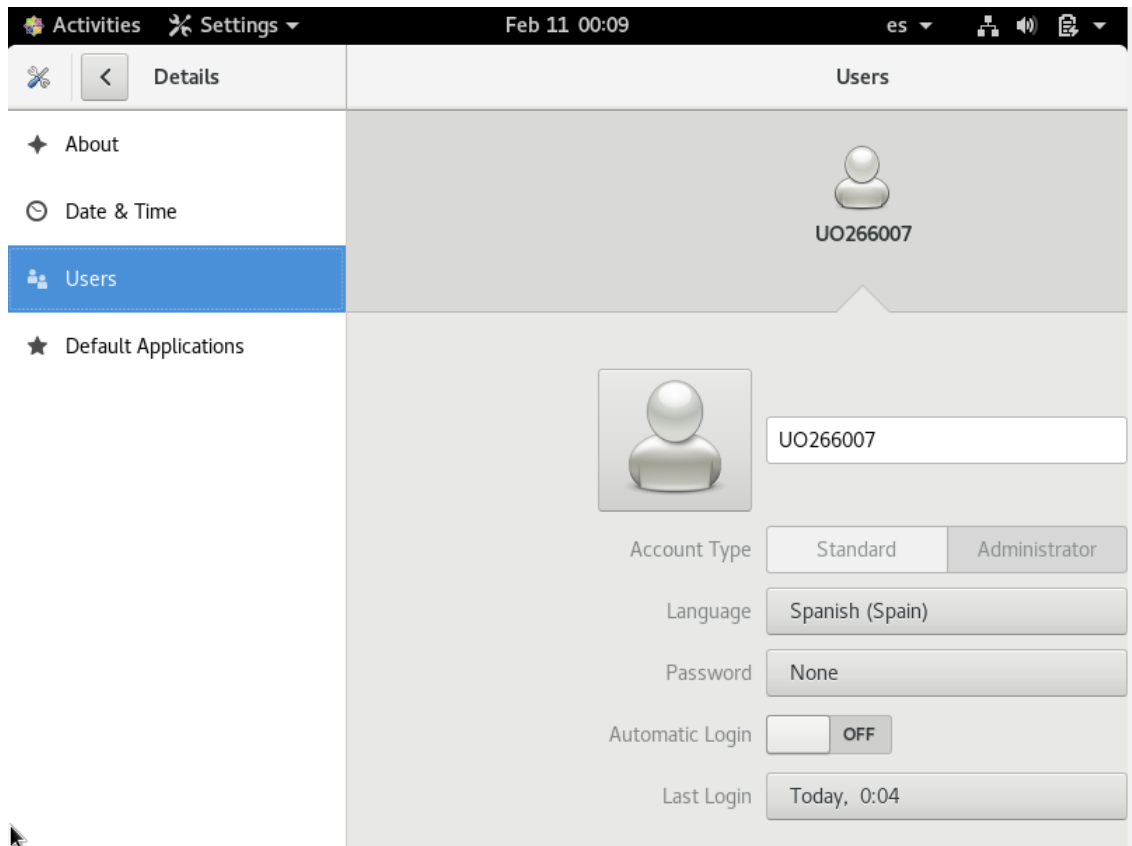 Activities Settings Feb 11 00:09 es
Details Users
About
Date & Time
Users
Default Applications
UO266007
UO266007
Account Type Standard Administrator
Language Spanish (Spain)
Password None
Automatic Login OFF
Last Login Today, 0:04